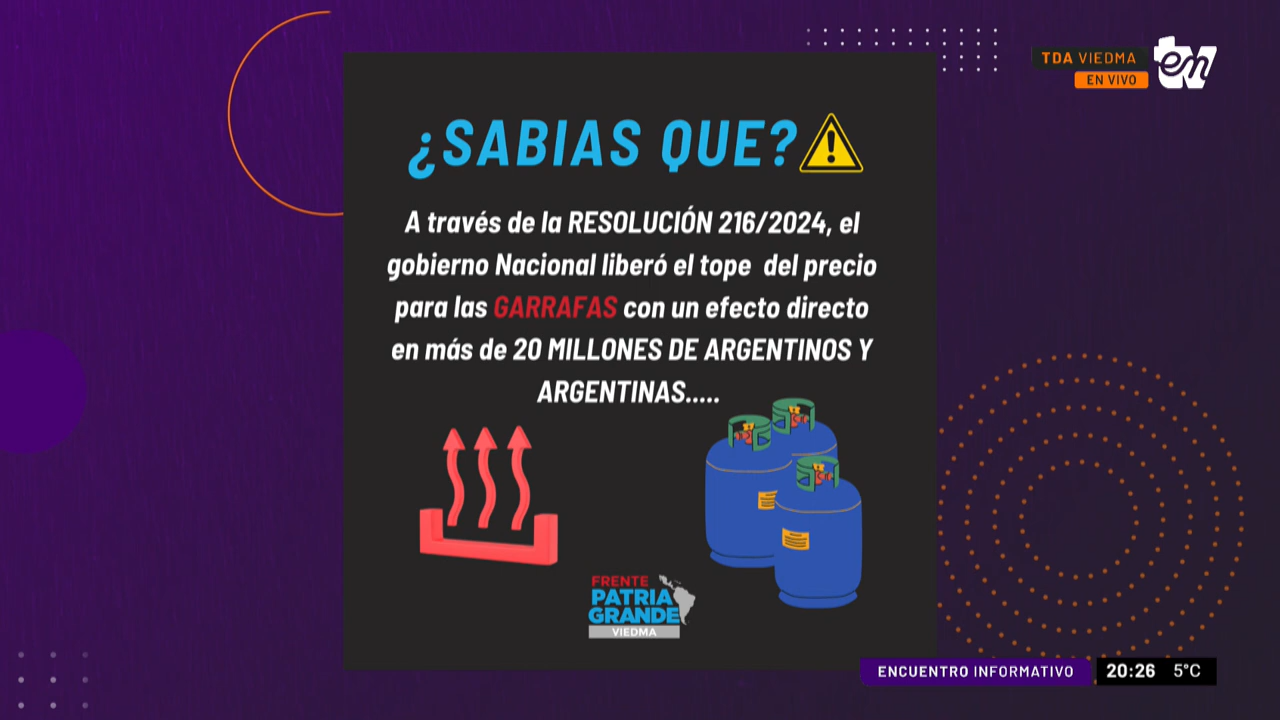 TDA VIEDMA
EN VIVO
en
¿SABIAS QUE?
A través de la RESOLUCIÓN 216/2024, el
gobierno Nacional liberó el tope del precio
para las GARRAFAS con un efecto directo
en más de 20 MILLONES DE ARGENTINOS Y
ARGENTINAS.....
FRENTE
PATRIA
GRANDE
VIEDMA
ENCUENTRO INFORMATIVO
20:26 5°C